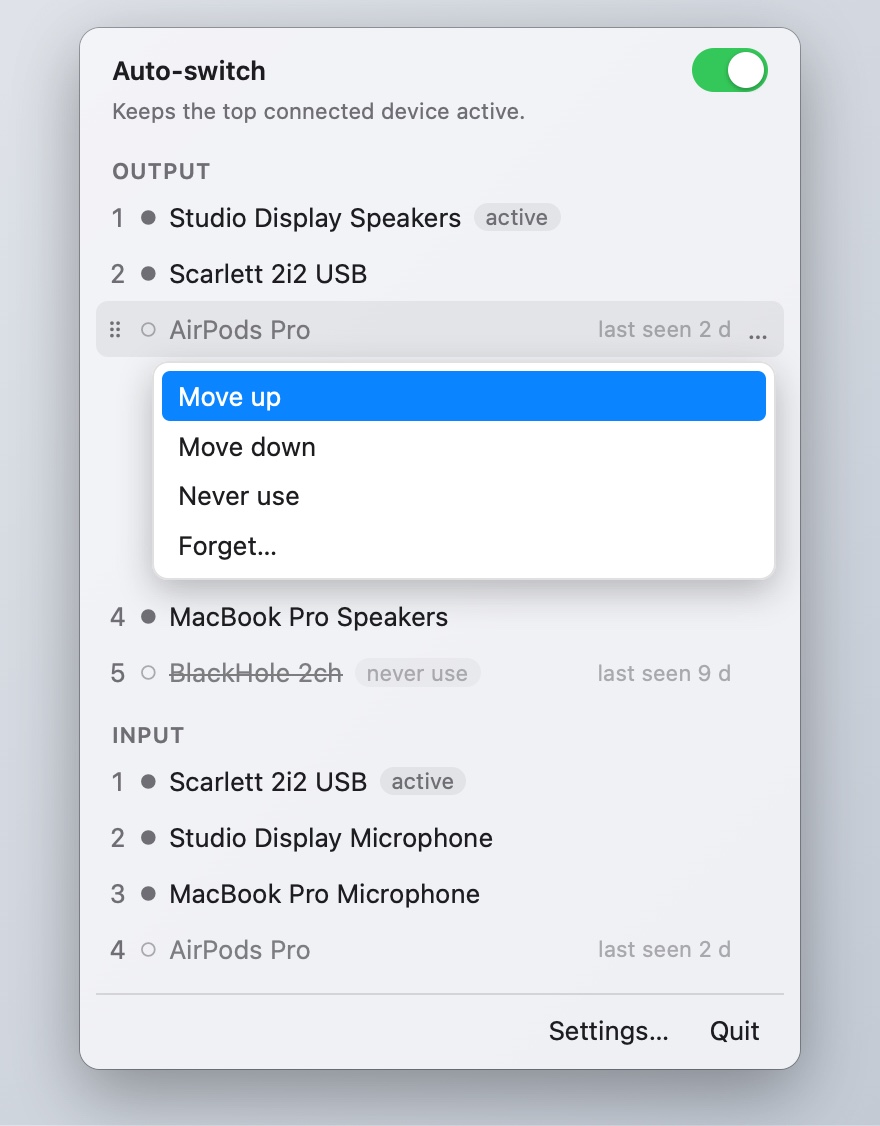 Auto-switch
Keeps the top connected device active.
OUTPUT
1 Studio Display Speakers active
2 Scarlett 2i2 USB
AirPods Pro last seen 2 d ...
Move up
Move down
Never use
Forget...
4 MacBook Pro Speakers
5 BlackHole 2ch never use last seen 9 d
INPUT
1 Scarlett 2i2 USB active
2 Studio Display Microphone
3 MacBook Pro Microphone
4 AirPods Pro last seen 2 d
Settings... Quit